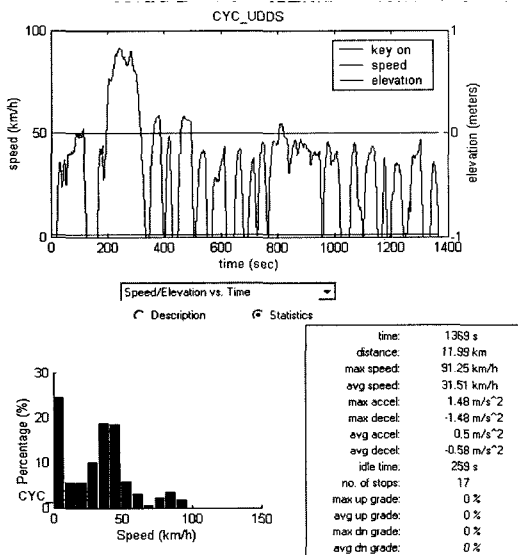 CYC_UDDS
100
50
0
speed (km/h)
key on
speed
elevation
1
0
-1
elevation (meters)
0 200 400 600 800 1000 1200 1400
time (sec)
Speed/Elevation vs. Time
Description Statistics
30
20
10
0
Percentage (%)
CYC_
0 50 100 150
Speed (km/h)
time: 1369 s
distance: 11.99 km
max speed: 91.25 km/h
avg speed: 31.51 km/h
max accel: 1.48 m/s^2
max decel: -1.48 m/s^2
avg accel: 0.5 m/s^2
avg decel: -0.58 m/s^2
idle time: 259 s
no. of stops: 17
max up grade: 0 %
avg up grade: 0 %
max dn grade: 0 %
avg dn grade: 0 %